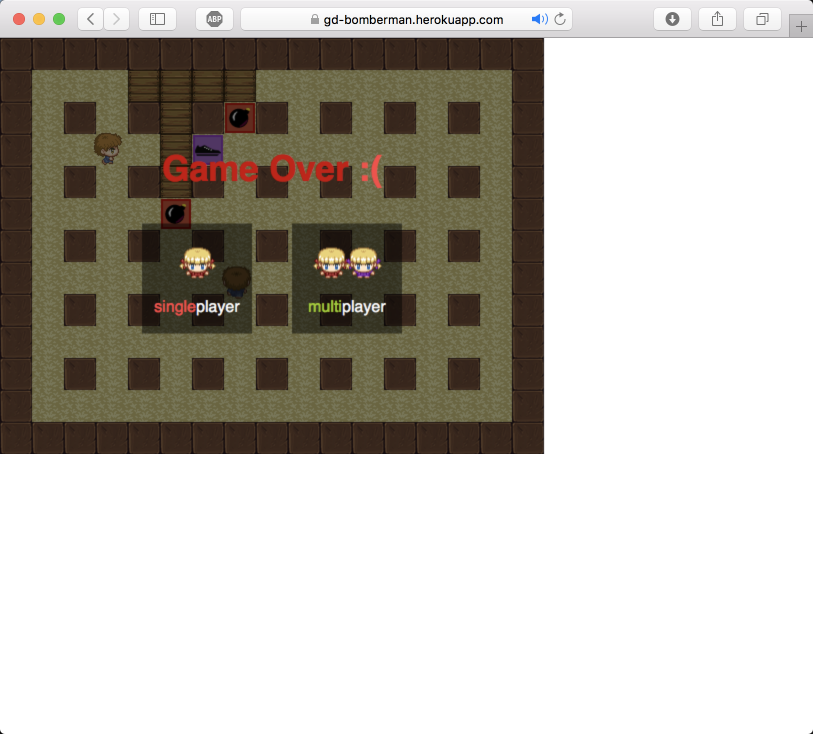 ABP
gd-bomberman.herokuapp.com
Game Over :(
singleplayer
multiplayer